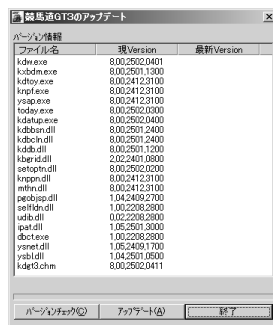 競馬道GT3のアップデート
バージョン情報
ファイル名 現Version 最新Version
kdw.exe 8,00,2502,0401
kxbdm.exe 8,00,2501,1300
kdtoy.exe 8,00,2412,3100
knpf.exe 8,00,2412,3100
ysap.exe 8,00,2412,3100
today.exe 8,00,2502,0300
kdatup.exe 8,00,2502,0400
kdbbsn.dll 8,00,2501,2400
kdbcln.dll 8,00,2501,2400
kddb.dll 8,00,2501,1200
kbgrid.dll 2,02,2401,0800
setoptn.dll 8,00,2502,0200
knppn.dll 8,00,2412,3100
mthn.dll 8,00,2412,3100
pgobjsp.dll 1,04,2409,2700
selfldn.dll 1,00,2208,2800
udib.dll 0,02,2208,2800
ipat.dll 1,05,2501,3000
dbct.exe 1,00,2208,2800
ysnet.dll 1,05,2409,1700
ysbl.dll 1,04,2501,0500
kdgt3.chm 8,00,2502,0411
バージョンチェック(C) アップデート(A) 終了